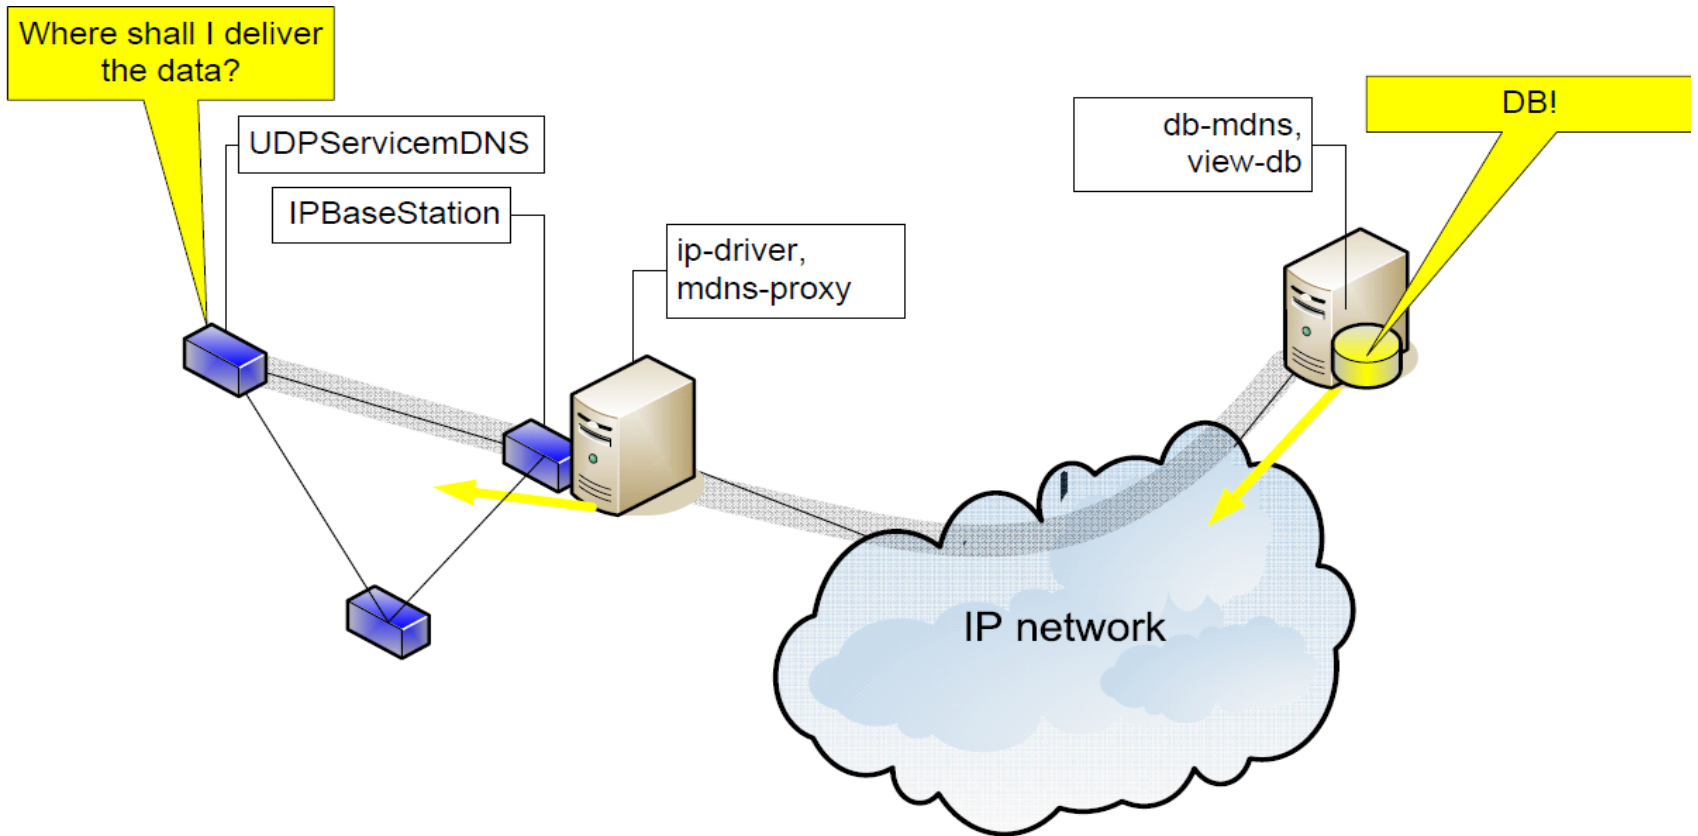 Where shall I deliver
the data?
UDPServicemDNS
IPBaseStation
ip-driver,
mdns-proxy
db-mdns,
view-db
DB!
IP network